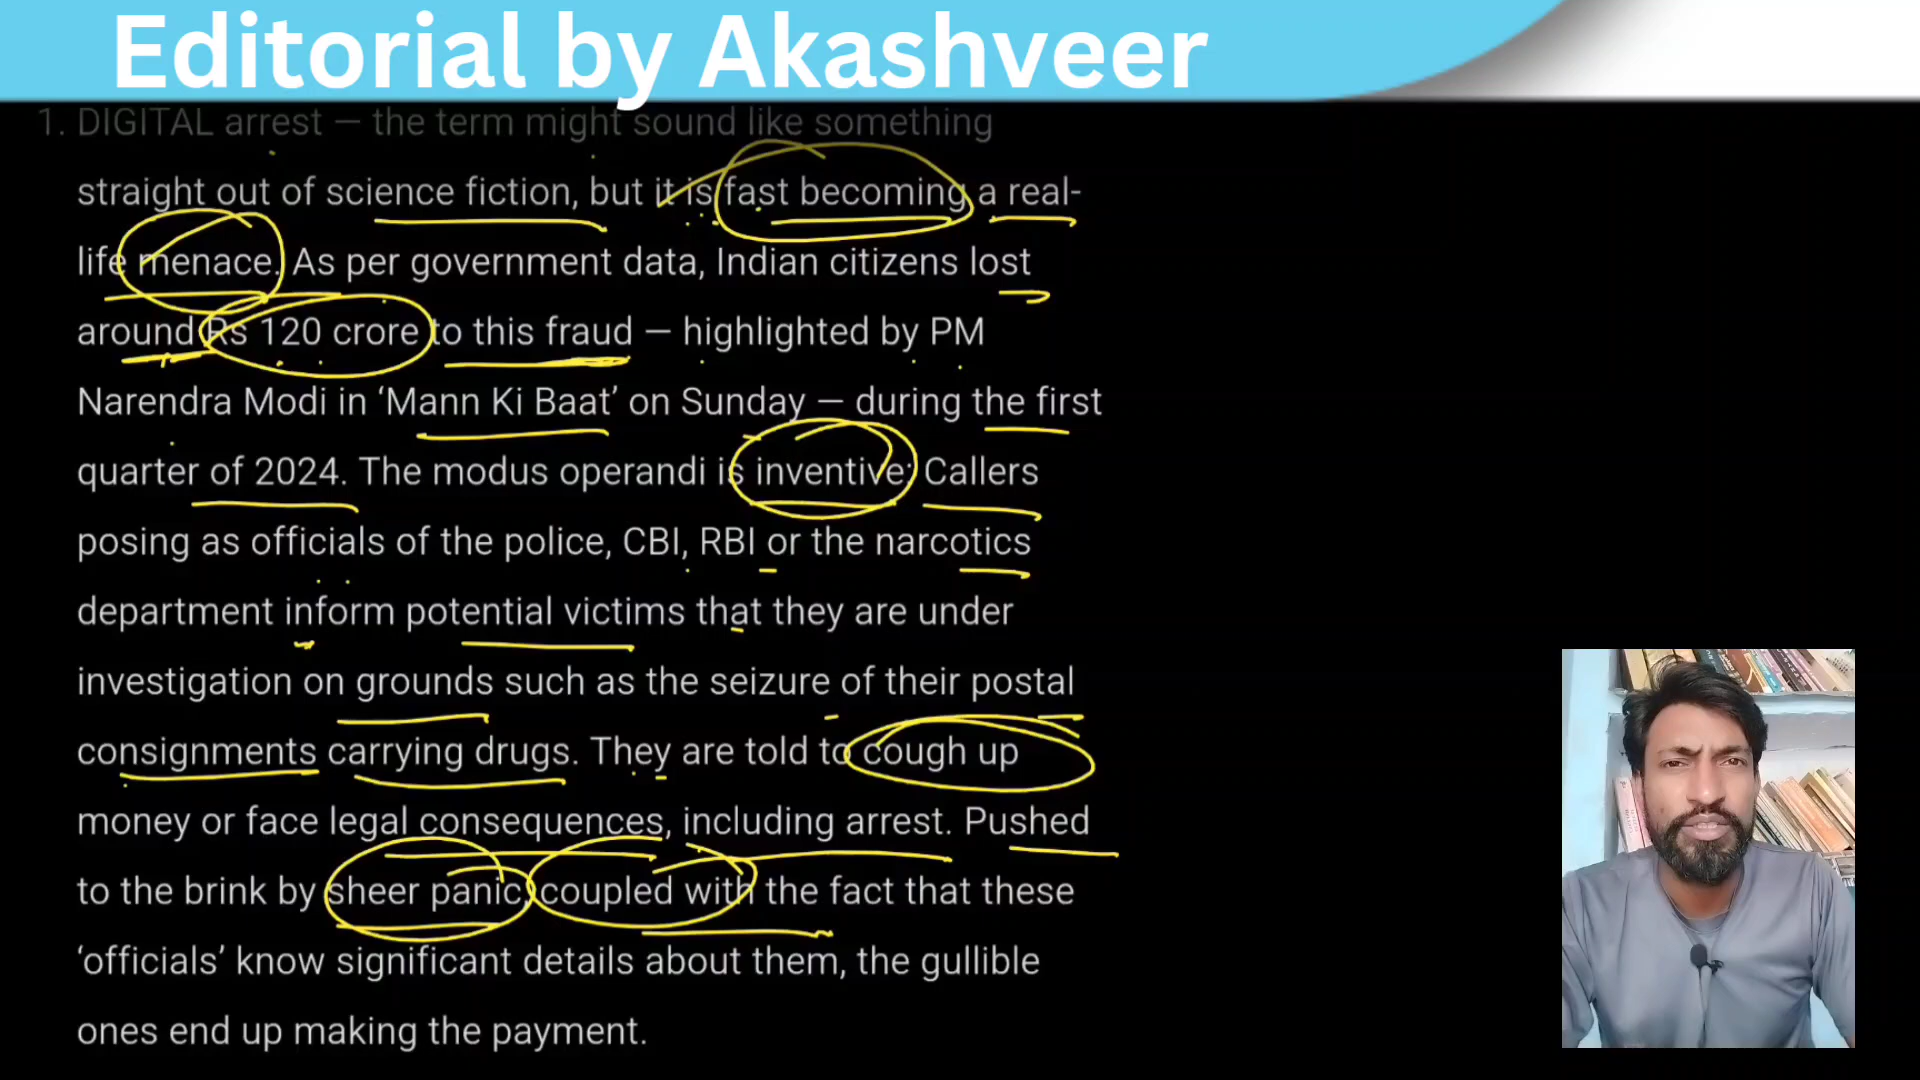 Editorial by Akashveer
1. DIGITAL arrest — the term might sound like something
straight out of science fiction, but it is fast becoming a real-
life menace. As per government data, Indian citizens lost
around Rs 120 crore to this fraud — highlighted by PM
Narendra Modi in ‘Mann Ki Baat’ on Sunday — during the first
quarter of 2024. The modus operandi is inventive: Callers
posing as officials of the police, CBI, RBI or the narcotics
department inform potential victims that they are under
investigation on grounds such as the seizure of their postal
consignments carrying drugs. They are told to cough up
money or face legal consequences, including arrest. Pushed
to the brink by sheer panic, coupled with the fact that these
‘officials’ know significant details about them, the gullible
ones end up making the payment.